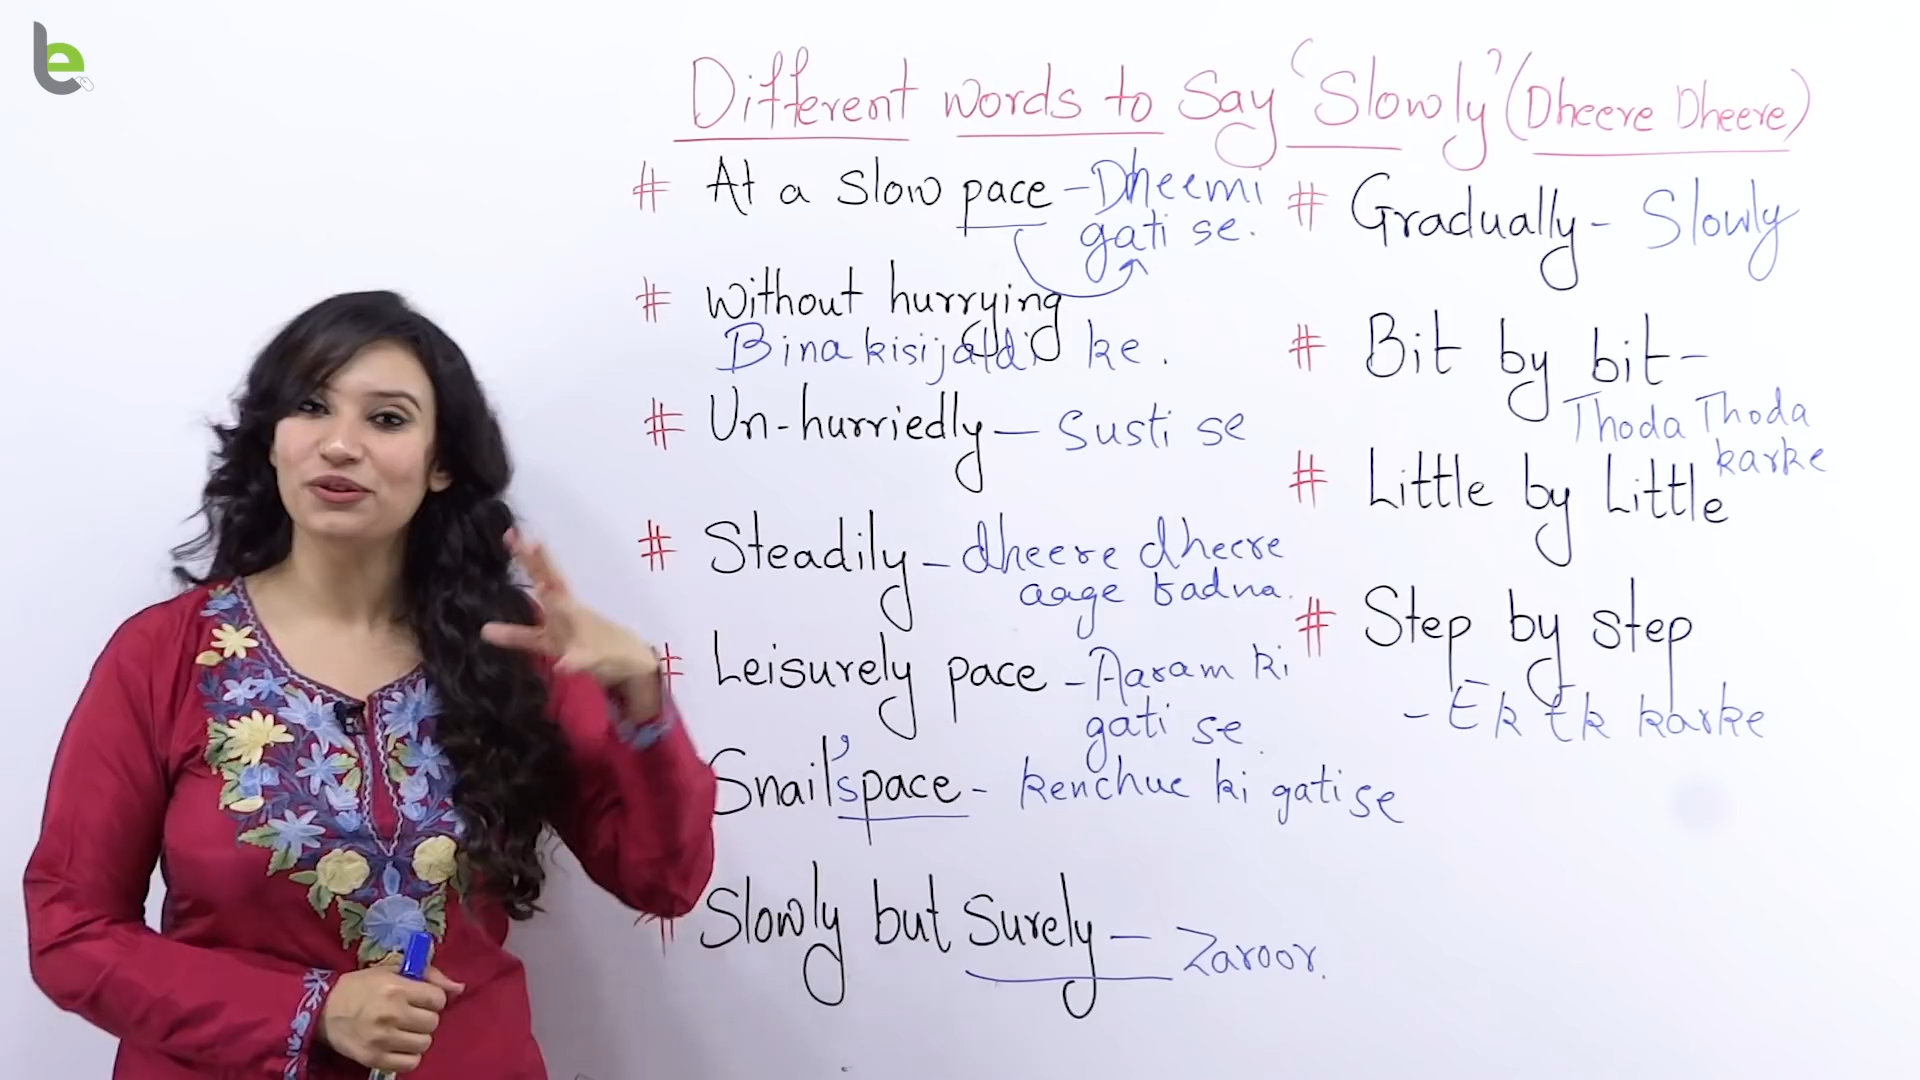 Different words to Say 'Slowly' (Dheere Dheere)
# At a slow pace - Dheemi
gati se.
# Without hurrying
Bina kisi jaldi ke.
# Un-hurriedly - Susti se
# Steadily - dheere dheere
aage badna.
# Leisurely pace - Aaram ki
gati se.
Snail's pace - kenchue ki gati se
# Slowly but Surely - Zaroor.
# Gradually - Slowly
# Bit by bit -
Thoda Thoda
karke
# Little by Little
# Step by step
- Ek Ek karke